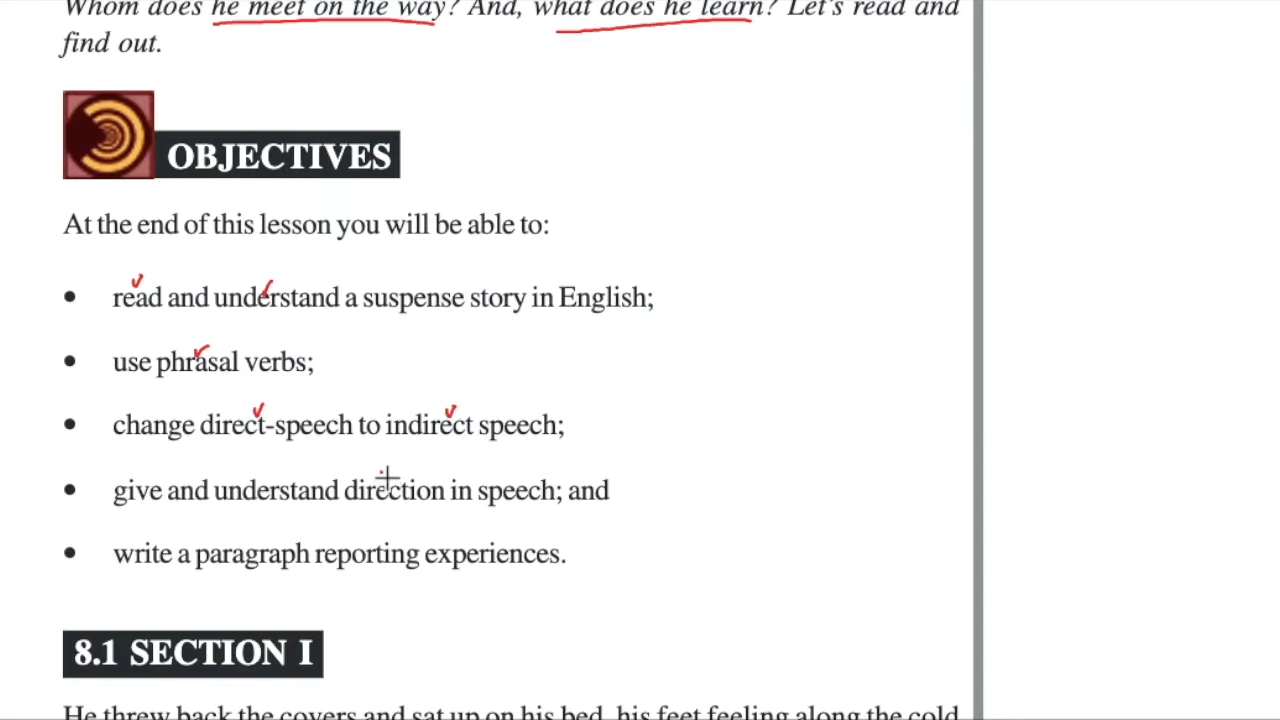 Whom does he meet on the way? And, what does he learn? Let's read and
find out.
OBJECTIVES
At the end of this lesson you will be able to:
• read and understand a suspense story in English;
• use phrasal verbs;
• change direct-speech to indirect speech;
• give and understand direction in speech; and
• write a paragraph reporting experiences.
8.1 SECTION I
He threw back the covers and sat up on his bed, his feet feeling along the cold